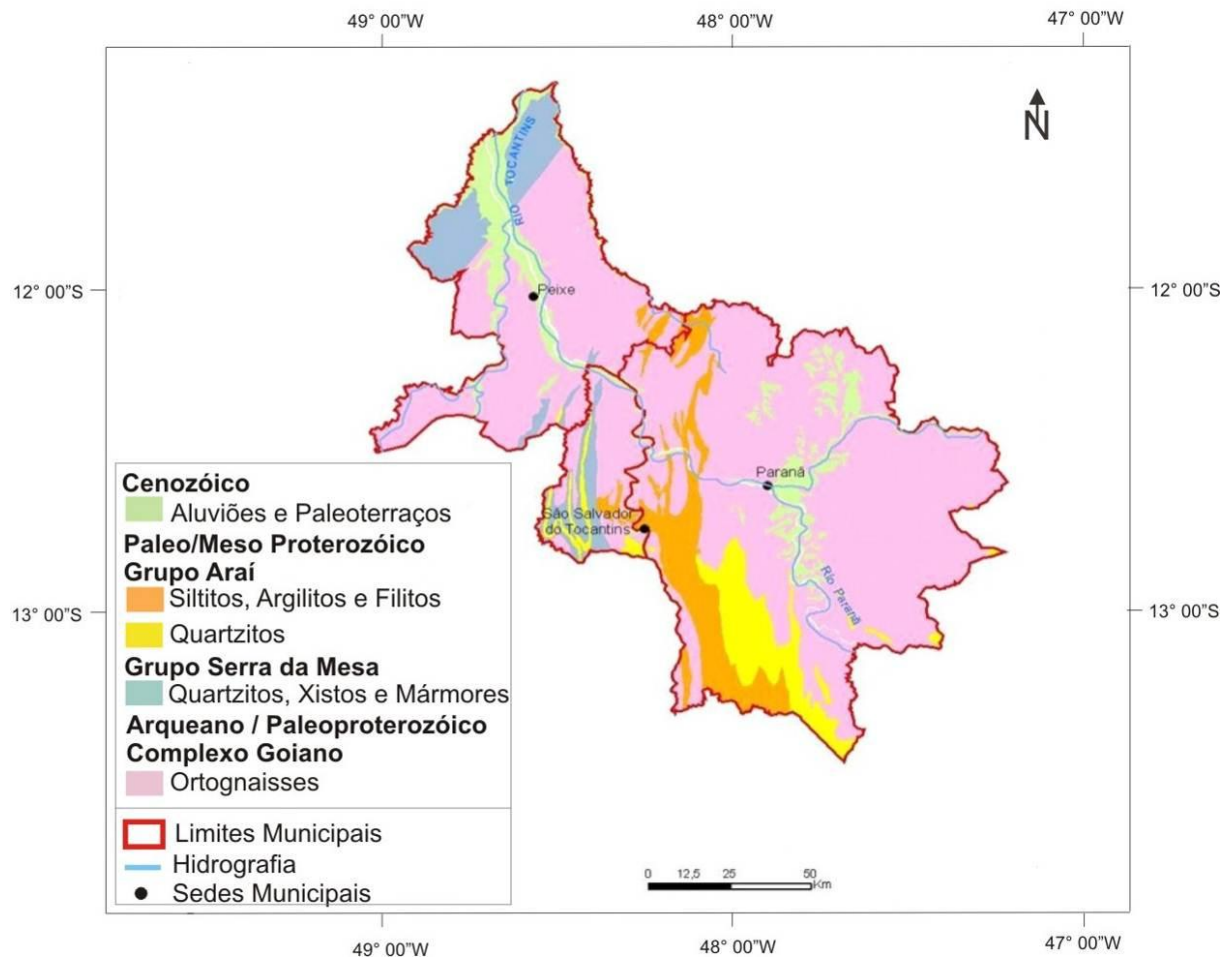 49° 00”W
48° 00”W
47° 00”W
N
RIO TOCANTINS
12° 00”S
12° 00”S
Peixe
Paranã
São Salvador
do Tocantins
Rio Paranã
13° 00”S
13° 00”S
Cenozóico
Aluviões e Paleoterraços
Paleo/Meso Proterozóico
Grupo Araí
Siltitos, Argilitos e Filitos
Quartzitos
Grupo Serra da Mesa
Quartzitos, Xistos e Mármores
Arqueano / Paleoproterozóico
Complexo Goiano
Ortognaisses
Limites Municipais
Hidrografia
Sedes Municipais
0 12,5 25 50
Km
49° 00”W
48° 00”W
47° 00”W